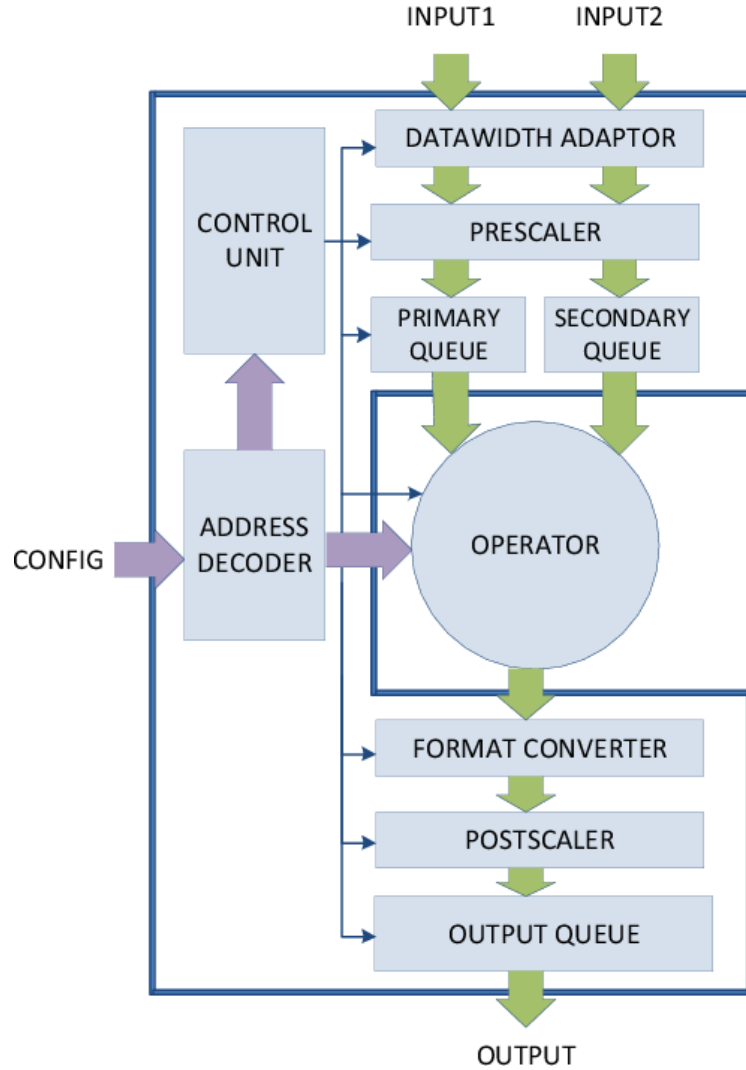 INPUT1
INPUT2
DATAWIDTH ADAPTOR
CONTROL
UNIT
PRESCALER
PRIMARY
QUEUE
SECONDARY
QUEUE
CONFIG
ADDRESS
DECODER
OPERATOR
FORMAT CONVERTER
POSTSCALER
OUTPUT QUEUE
OUTPUT